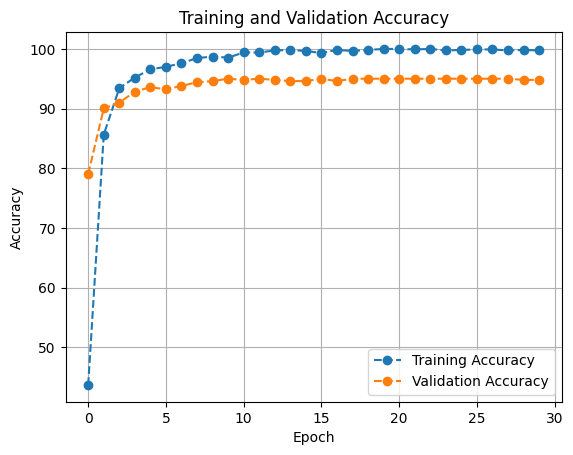 Training and Validation Accuracy
100
90
80
70
60
50
Accuracy
0 5 10 15 20 25 30
Epoch
Training Accuracy
Validation Accuracy